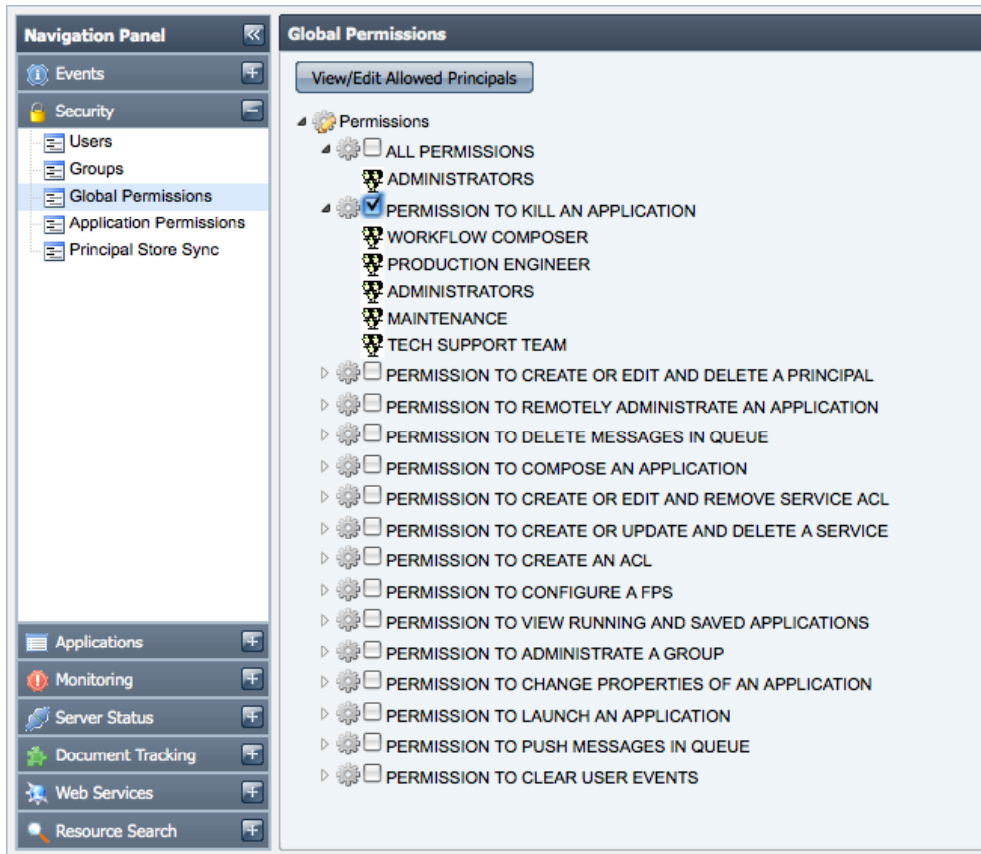 Navigation Panel
Events
Security
Users
Groups
Global Permissions
Application Permissions
Principal Store Sync
Applications
Monitoring
Server Status
Document Tracking
Web Services
Resource Search
Global Permissions
View/Edit Allowed Principals
Permissions
ALL PERMISSIONS
ADMINISTRATORS
PERMISSION TO KILL AN APPLICATION
WORKFLOW COMPOSER
PRODUCTION ENGINEER
ADMINISTRATORS
MAINTENANCE
TECH SUPPORT TEAM
PERMISSION TO CREATE OR EDIT AND DELETE A PRINCIPAL
PERMISSION TO REMOTELY ADMINISTRATE AN APPLICATION
PERMISSION TO DELETE MESSAGES IN QUEUE
PERMISSION TO COMPOSE AN APPLICATION
PERMISSION TO CREATE OR EDIT AND REMOVE SERVICE ACL
PERMISSION TO CREATE OR UPDATE AND DELETE A SERVICE
PERMISSION TO CREATE AN ACL
PERMISSION TO CONFIGURE A FPS
PERMISSION TO VIEW RUNNING AND SAVED APPLICATIONS
PERMISSION TO ADMINISTRATE A GROUP
PERMISSION TO CHANGE PROPERTIES OF AN APPLICATION
PERMISSION TO LAUNCH AN APPLICATION
PERMISSION TO PUSH MESSAGES IN QUEUE
PERMISSION TO CLEAR USER EVENTS